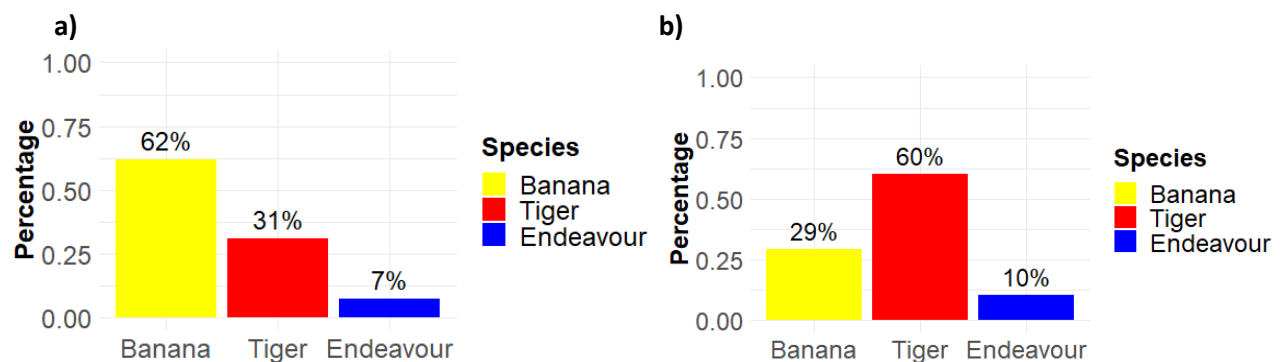 a)
Percentage
1.00
0.75
0.50
0.25
0.00
62%
31%
7%
Banana Tiger Endeavour
Species
Banana
Tiger
Endeavour
b)
Percentage
1.00
0.75
0.50
0.25
0.00
29%
60%
10%
Banana Tiger Endeavour
Species
Banana
Tiger
Endeavour